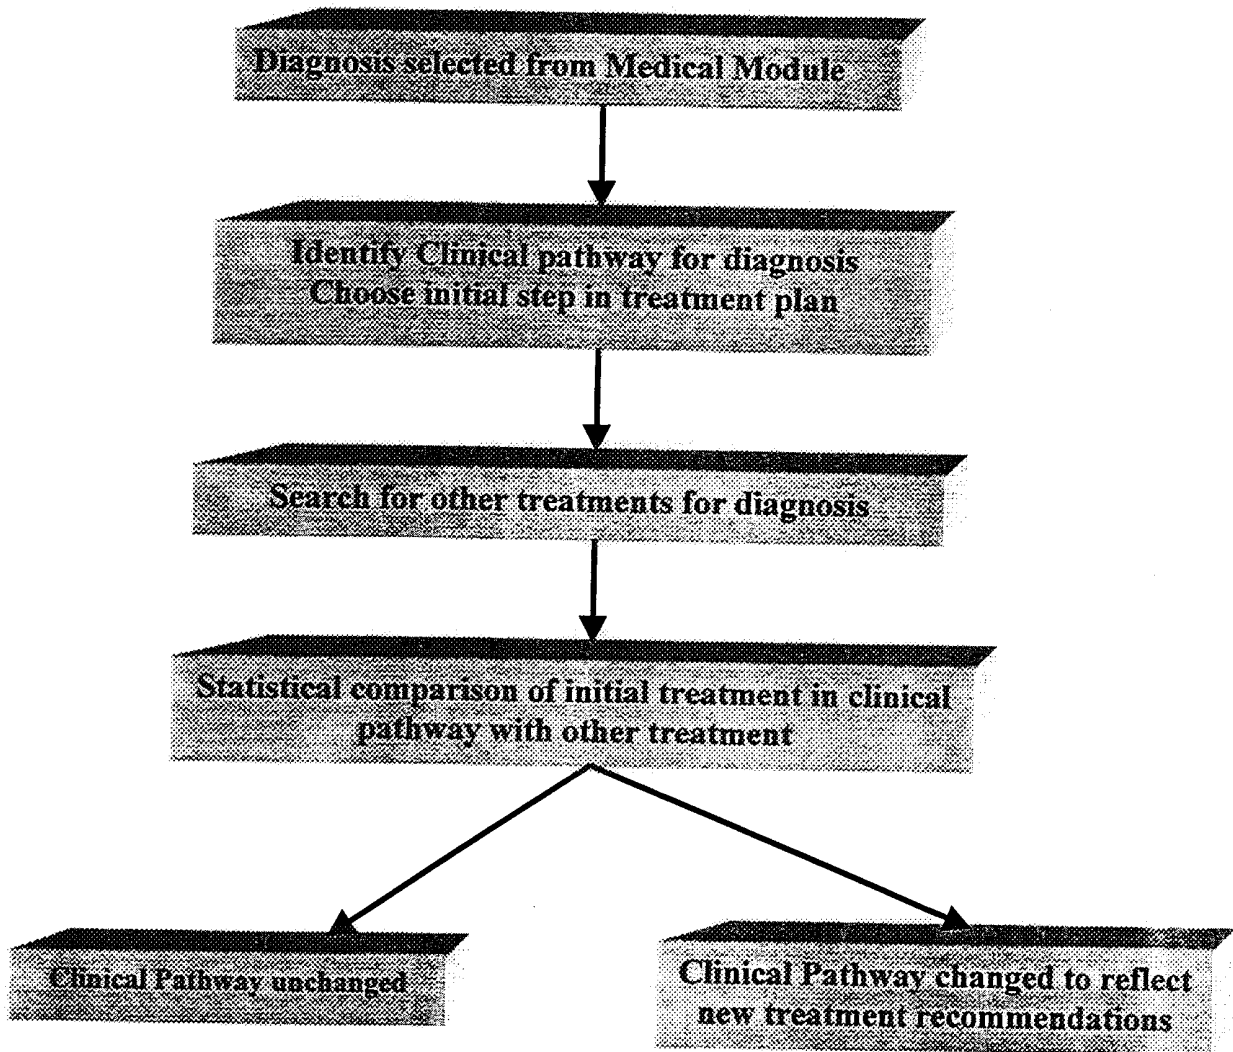 Diagnosis selected from Medical Module
Identify Clinical pathway for diagnosis
Choose initial step in treatment plan
Search for other treatments for diagnosis
Statistical comparison of initial treatment in clinical
pathway with other treatment
Clinical Pathway unchanged
Clinical Pathway changed to reflect
new treatment recommendations